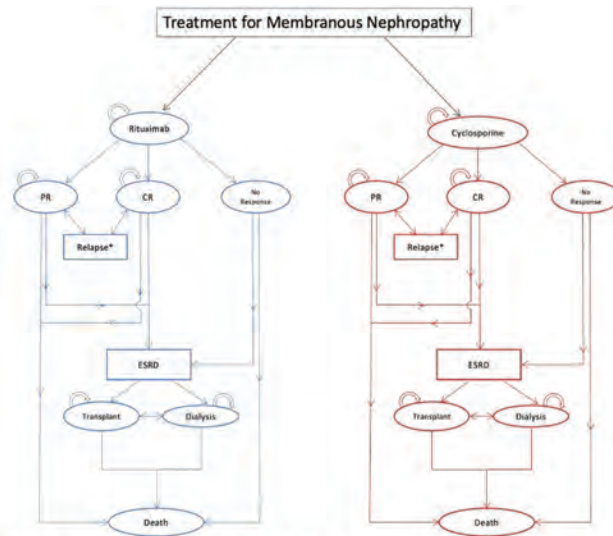 Treatment for Membranous Nephropathy
Rituximab
Cyclosporine
PR
CR
No
Response
PR
CR
No
Response
Relapse*
Relapse*
ESRD
ESRD
Transplant
Dialysis
Transplant
Dialysis
Death
Death